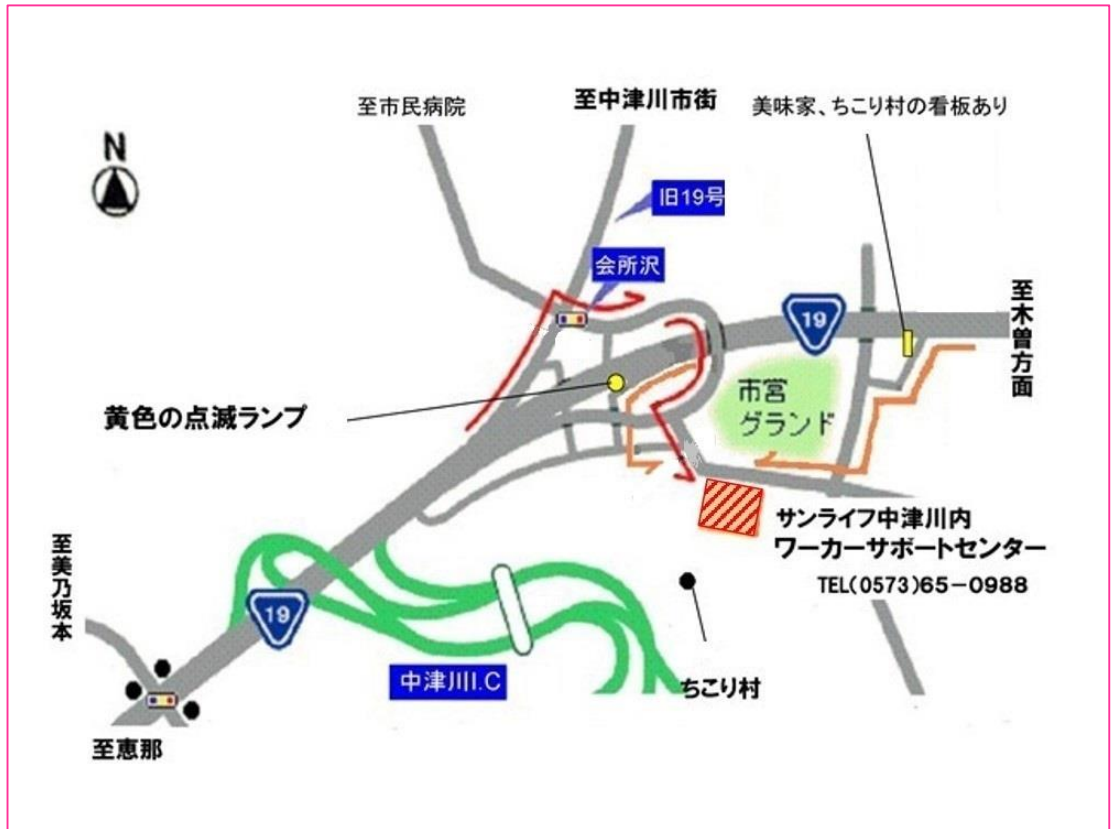 至市民病院
至中津川市街
美味家、ちこり村の看板あり
N
旧19号
会所沢
19
至木曽方面
市営
グランド
黄色の点滅ランプ
サンライフ中津川内
ワーカーサポートセンター
TEL(0573)65-0988
至美乃坂本
19
中津川I.C
ちこり村
至恵那